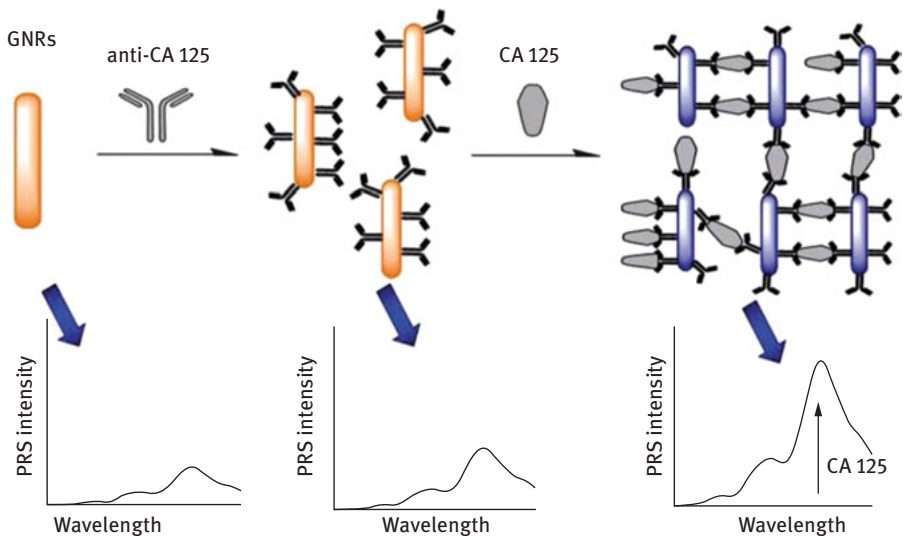 GNRs
anti-CA 125
CA 125
PRS intensity
Wavelength
PRS intensity
Wavelength
PRS intensity
CA 125
Wavelength